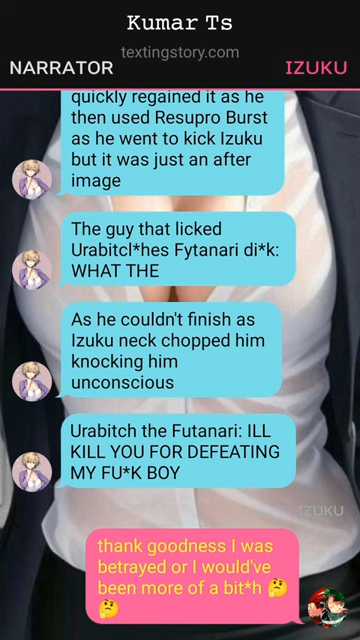 Kumar Ts
textingstory.com
NARRATOR IZUKU
quickly regained it as he
then used Resupro Burst
as he went to kick Izuku
but it was just an after
image
The guy that licked
Urabitcl*hes Fytanari di*k:
WHAT THE
As he couldn't finish as
Izuku neck chopped him
knocking him
unconscious
Urabitch the Futanari: ILL
KILL YOU FOR DEFEATING
MY FU*K BOY
IZUKU
thank goodness I was
betrayed or I would've
been more of a bit*h 🤔
🤔